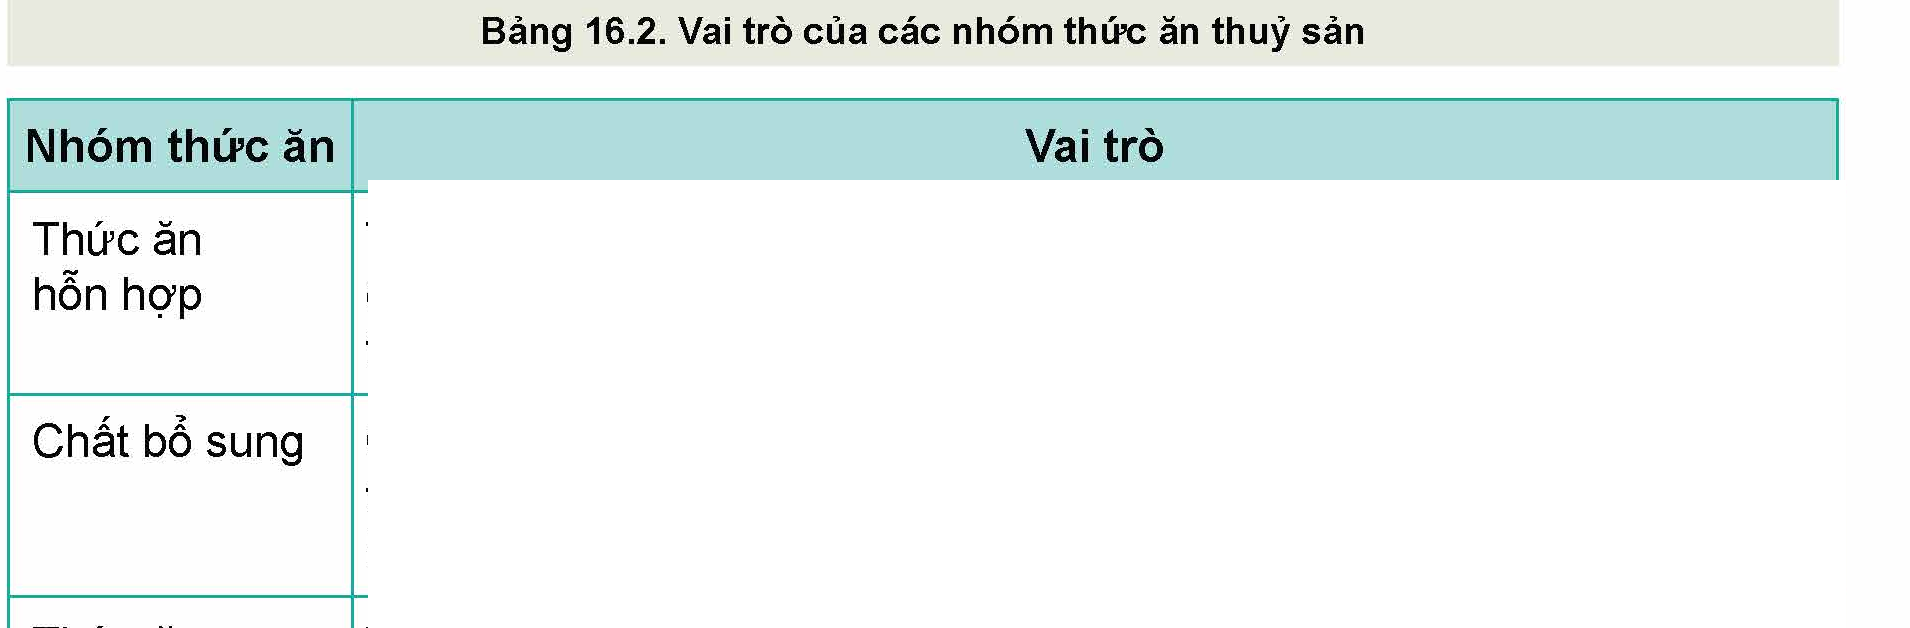 Bảng 16.2. Vai trò của các nhóm thức ăn thuỷ sản
Nhóm thức ăn
Vai trò
Thức ăn
hỗn hợp
Chất bổ sung